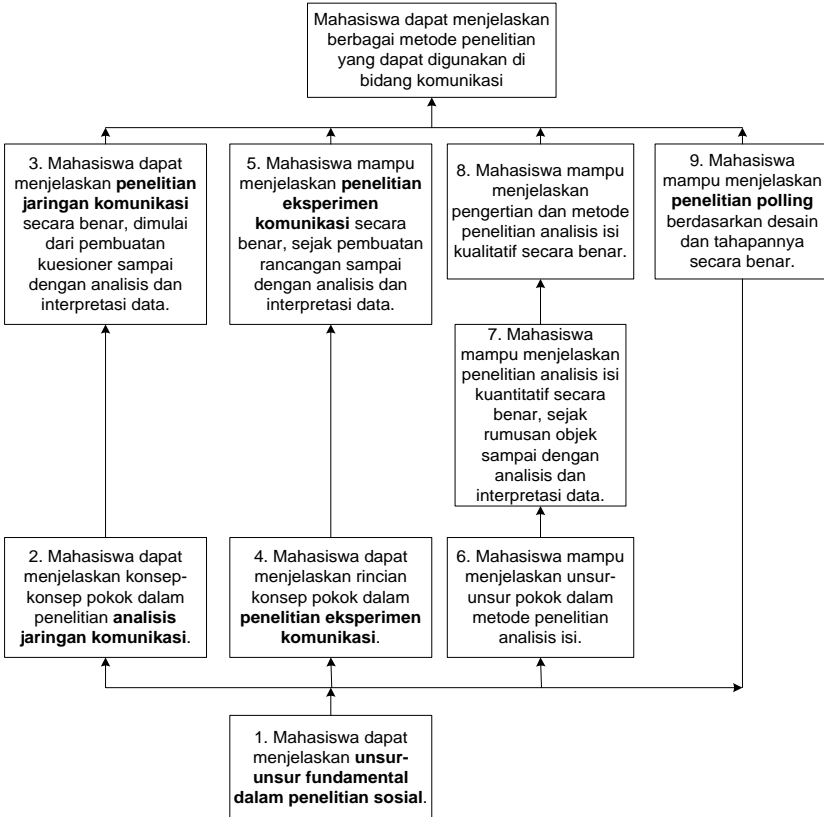 Mahasiswa dapat menjelaskan
berbagai metode penelitian
yang dapat digunakan di
bidang komunikasi
3. Mahasiswa dapat
menjelaskan penelitian
jaringan komunikasi
secara benar, dimulai
dari pembuatan
kuesioner sampai
dengan analisis dan
interpretasi data.
5. Mahasiswa mampu
menjelaskan penelitian
eksperimen
komunikasi secara
benar, sejak pembuatan
rancangan sampai
dengan analisis dan
interpretasi data.
8. Mahasiswa mampu
menjelaskan
pengertian dan metode
penelitian analisis isi
kualitatif secara benar.
9. Mahasiswa
mampu menjelaskan
penelitian polling
berdasarkan desain
dan tahapannya
secara benar.
7. Mahasiswa
mampu menjelaskan
penelitian analisis isi
kuantitatif secara
benar, sejak
rumusan objek
sampai dengan
analisis dan
interpretasi data.
2. Mahasiswa dapat
menjelaskan konsep-
konsep pokok dalam
penelitian analisis
jaringan komunikasi.
4. Mahasiswa dapat
menjelaskan rincian
konsep pokok dalam
penelitian eksperimen
komunikasi.
6. Mahasiswa mampu
menjelaskan unsur-
unsur pokok dalam
metode penelitian
analisis isi.
1. Mahasiswa dapat
menjelaskan unsur-
unsur fundamental
dalam penelitian sosial.